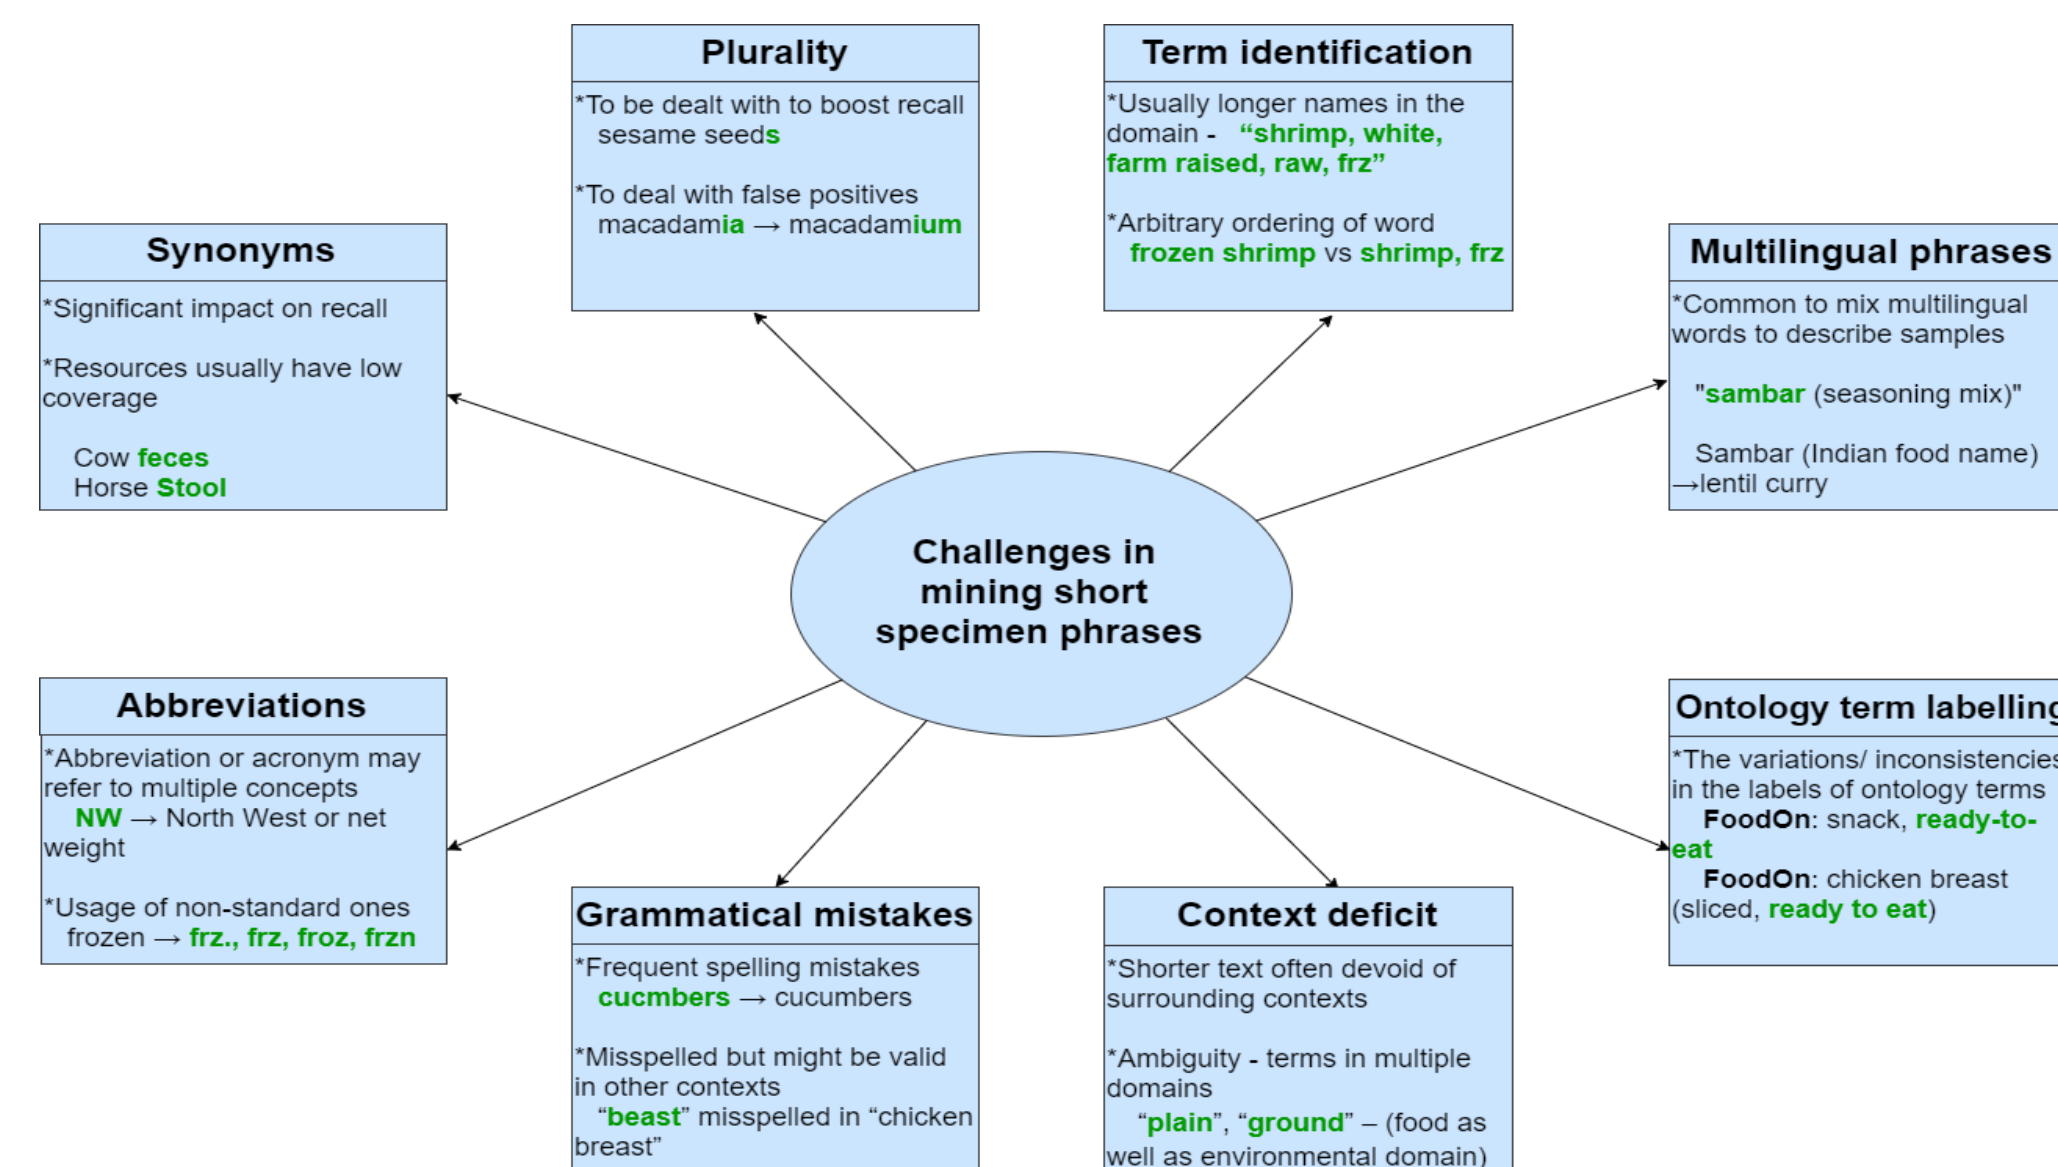 Plurality
*To be dealt with to boost recall
sesame seeds
*To deal with false positives
macadamia → macadamium
Term identification
*Usually longer names in the
domain - “shrimp, white,
farm raised, raw, frz”
*Arbitrary ordering of word
frozen shrimp vs shrimp, frz
Synonyms
*Significant impact on recall
*Resources usually have low
coverage
Cow feces
Horse Stool
Multilingual phrases
*Common to mix multilingual
words to describe samples
"sambar (seasoning mix)"
Sambar (Indian food name)
→lentil curry
Challenges in
mining short
specimen phrases
Abbreviations
*Abbreviation or acronym may
refer to multiple concepts
NW → North West or net
weight
*Usage of non-standard ones
frozen → frz., frz, froz, frzn
Ontology term labelling
*The variations/ inconsistencies
in the labels of ontology terms
FoodOn: snack, ready-to-
eat
FoodOn: chicken breast
(sliced, ready to eat)
Grammatical mistakes
*Frequent spelling mistakes
cucmbers → cucumbers
*Misspelled but might be valid
in other contexts
“beast” misspelled in “chicken
breast”
Context deficit
*Shorter text often devoid of
surrounding contexts
*Ambiguity - terms in multiple
domains
“plain”, “ground” – (food as
well as environmental domain)